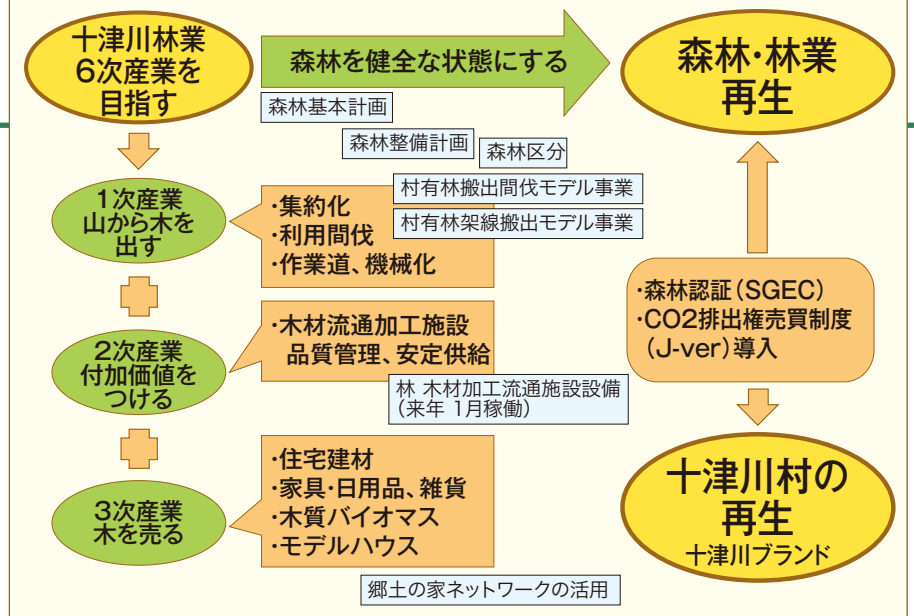 十津川林業
6次産業を
目指す
森林を健全な状態にする
森林・林業
再生
森林基本計画
森林整備計画
森林区分
村有林搬出間伐モデル事業
村有林架線搬出モデル事業
1次産業
山から木を
出す
・集約化
・利用間伐
・作業道、機械化
・森林認証(SGEC)
・CO2排出権売買制度
(J-ver)導入
2次産業
付加価値を
つける
・木材流通加工施設
品質管理、安定供給
林 木材加工流通施設設備
(来年 1月稼働)
3次産業
木を売る
・住宅建材
・家具・日用品、雑貨
・木質バイオマス
・モデルハウス
郷土の家ネットワークの活用
十津川村の
再生
十津川ブランド